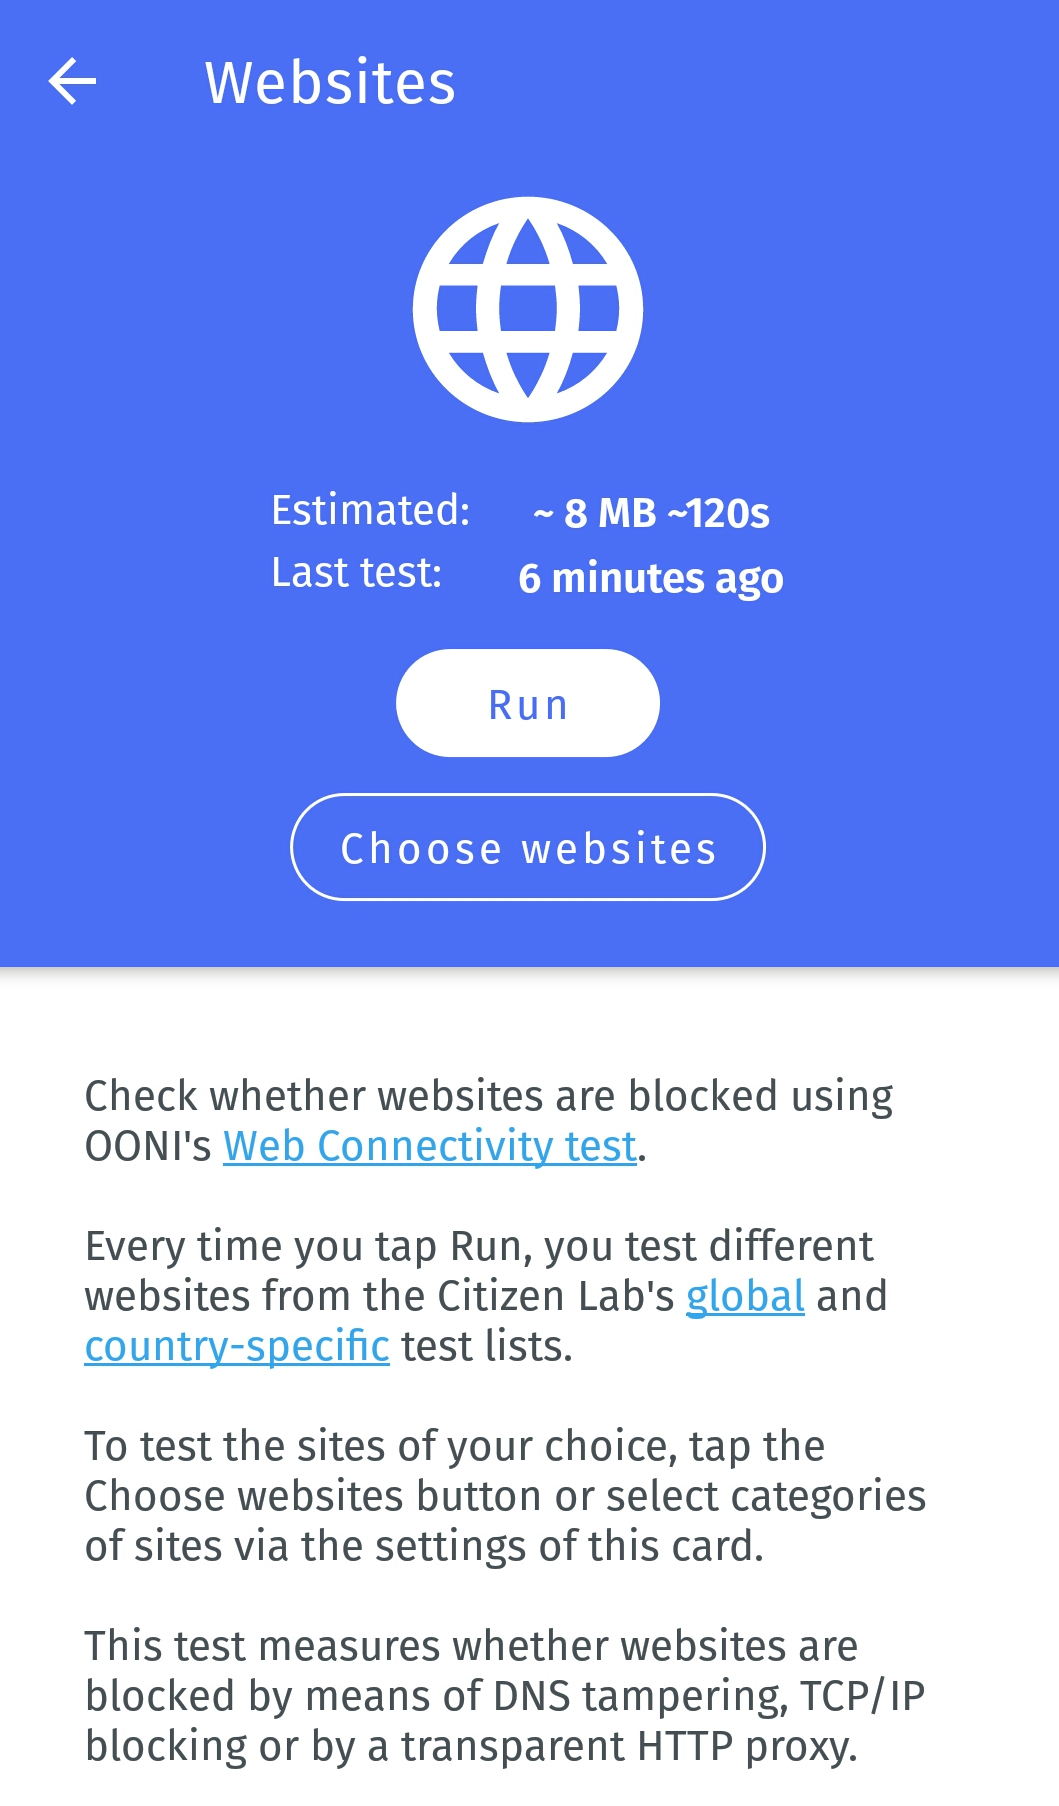 Websites
Estimated: ~ 8 MB ~120s
Last test: 6 minutes ago
Run
Choose websites
Check whether websites are blocked using
OONI's Web Connectivity test.
Every time you tap Run, you test different
websites from the Citizen Lab's global and
country-specific test lists.
To test the sites of your choice, tap the
Choose websites button or select categories
of sites via the settings of this card.
This test measures whether websites are
blocked by means of DNS tampering, TCP/IP
blocking or by a transparent HTTP proxy.